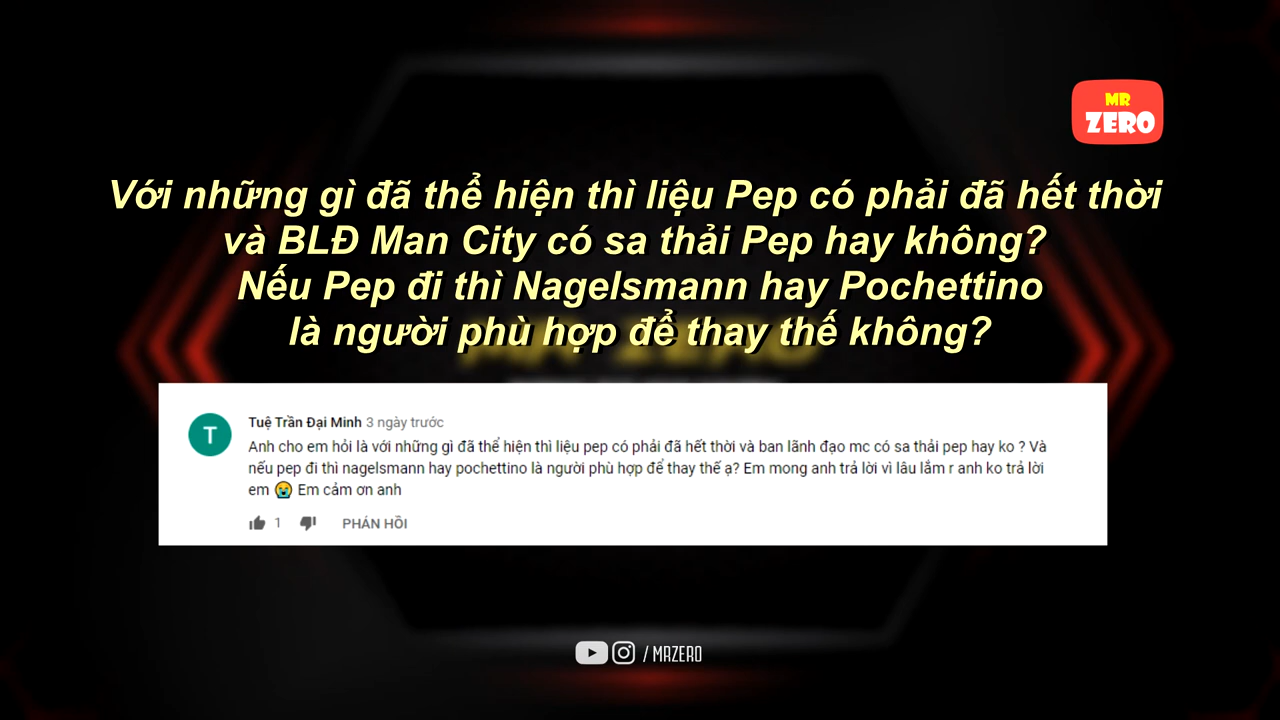 MR
ZERO
Với những gì đã thể hiện thì liệu Pep có phải đã hết thời
và BLĐ Man City có sa thải Pep hay không?
Nếu Pep đi thì Nagelsmann hay Pochettino
là người phù hợp để thay thế không?
T
Tuệ Trần Đại Minh 3 ngày trước
Anh cho em hỏi là với những gì đã thể hiện thì liệu pep có phải đã hết thời và ban lãnh đạo mc có sa thải pep hay ko ? Và
nếu pep đi thì nagelsmann hay pochettino là người phù hợp để thay thế ạ? Em mong anh trả lời vì lâu lắm r anh ko trả lời
em 😭 Em cảm ơn anh
1 PHẢN HỒI
/ MRZERO